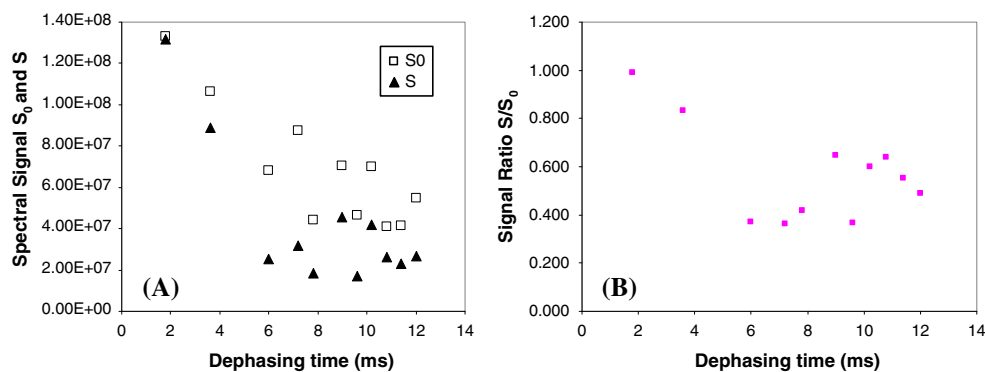 1.40E+08
1.20E+08
1.00E+08
8.00E+07
6.00E+07
4.00E+07
2.00E+07
0.00E+00
0 2 4 6 8 10 12 14
Spectral Signal S0 and S
Dephasing time (ms)
S0
S
(A)
1.200
1.000
0.800
0.600
0.400
0.200
0.000
0 2 4 6 8 10 12 14
Signal Ratio S/S0
Dephasing time (ms)
(B)